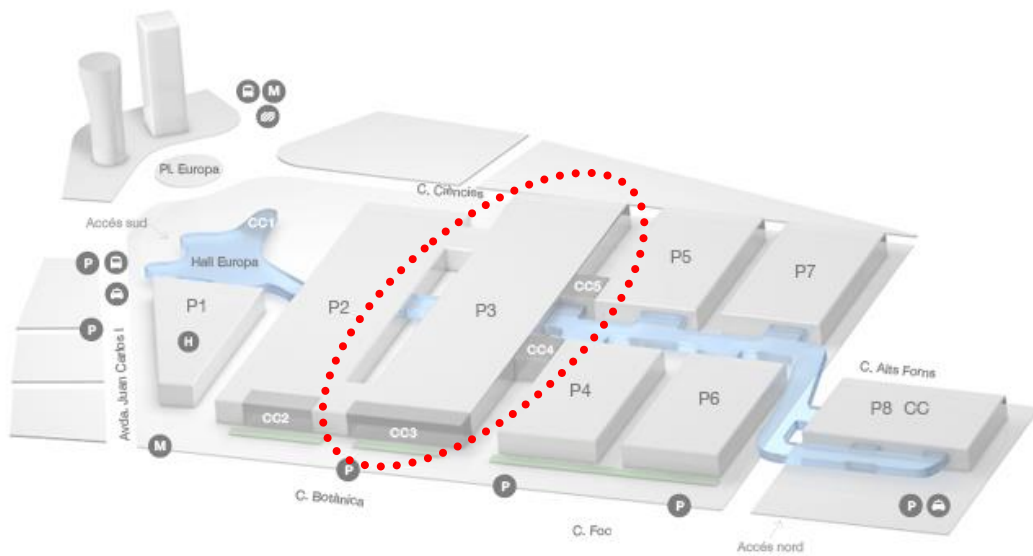 M
Pl. Europa
C. Ciències
Accés sud
CC1
Hall Europa
P
P
Avda. Juan Carlos I
P1
H
P2
P3
P5
P7
CC5
CC4
P4
P6
C. Alts Forns
P8 CC
CC2
CC3
M
P
P
P
P
C. Botànica
C. Foc
Accés nord